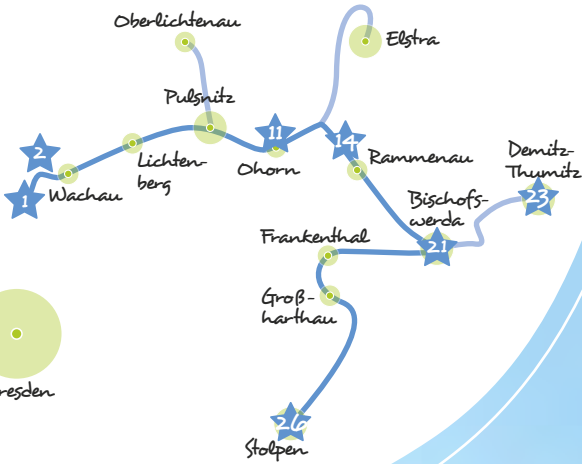 Oberlichtenau
Elstra
Pulsnitz
11
14
2
Lichten-
berg
Ohorn
Rammenau
Demitz-
Thumitz
1
Wachau
Bischofs-
werda
23
21
Frankenthal
Groß-
harthau
resden
26
Stolpen